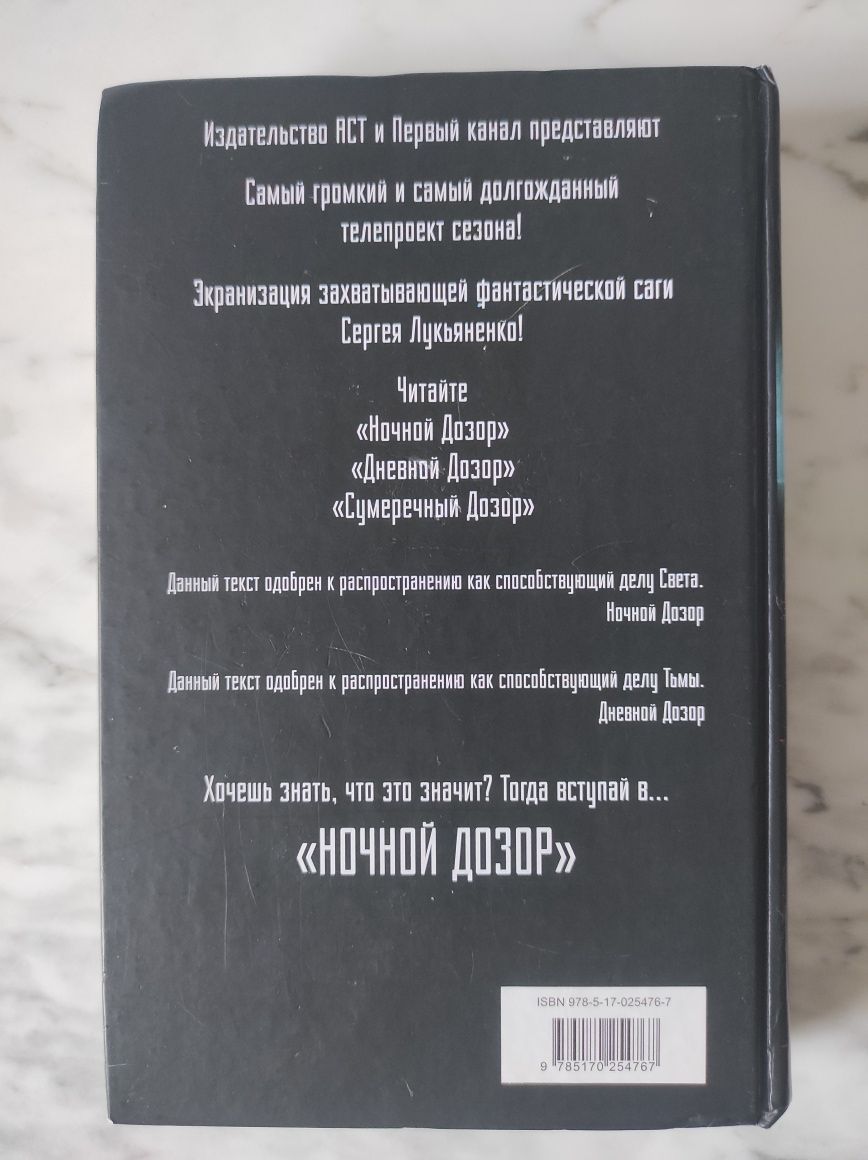 Издательство АСТ и Первый канал представляют
Самый громкий и самый долгожданный
телепроект сезона!
Экранизация захватывающей фантастической саги
Сергея Лукьяненко!
Читайте
«Ночной Дозор»
«Дневной Дозор»
«Сумеречный Дозор»
Данный текст одобрен к распространению как способствующий делу Света.
Ночной Дозор
Данный текст одобрен к распространению как способствующий делу Тьмы.
Дневной Дозор
Хочешь знать, что это значит? Тогда вступай в...
«НОЧНОЙ ДОЗОР»
ISBN 978-5-17-025476-7
9 785170 254767